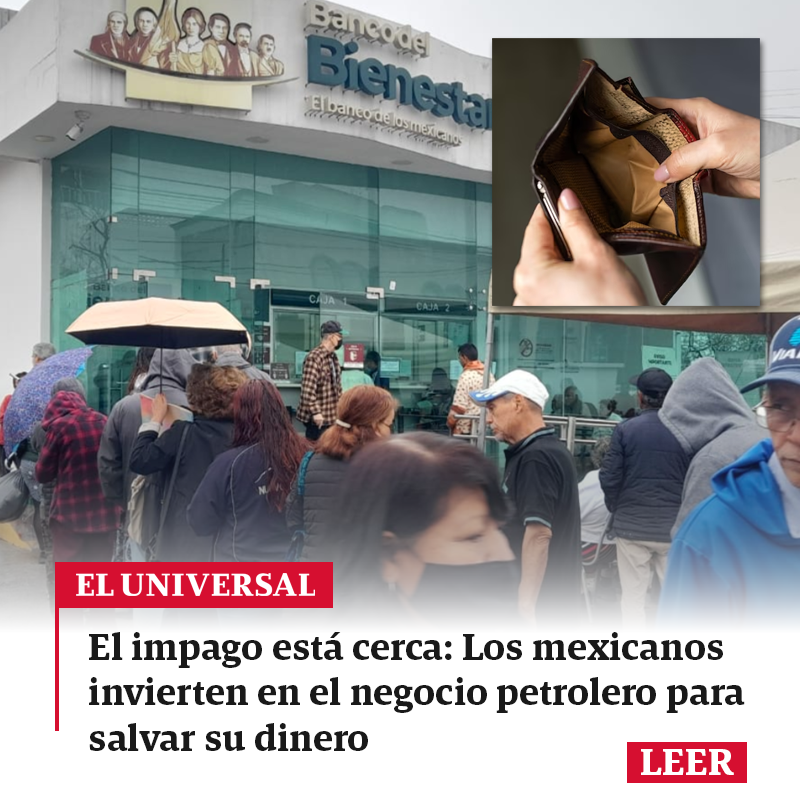 Banco del
Bienestar
El banco de los mexicanos
CAJA 1
CAJA 2
EL UNIVERSAL
El impago está cerca: Los mexicanos
invierten en el negocio petrolero para
salvar su dinero
LEER